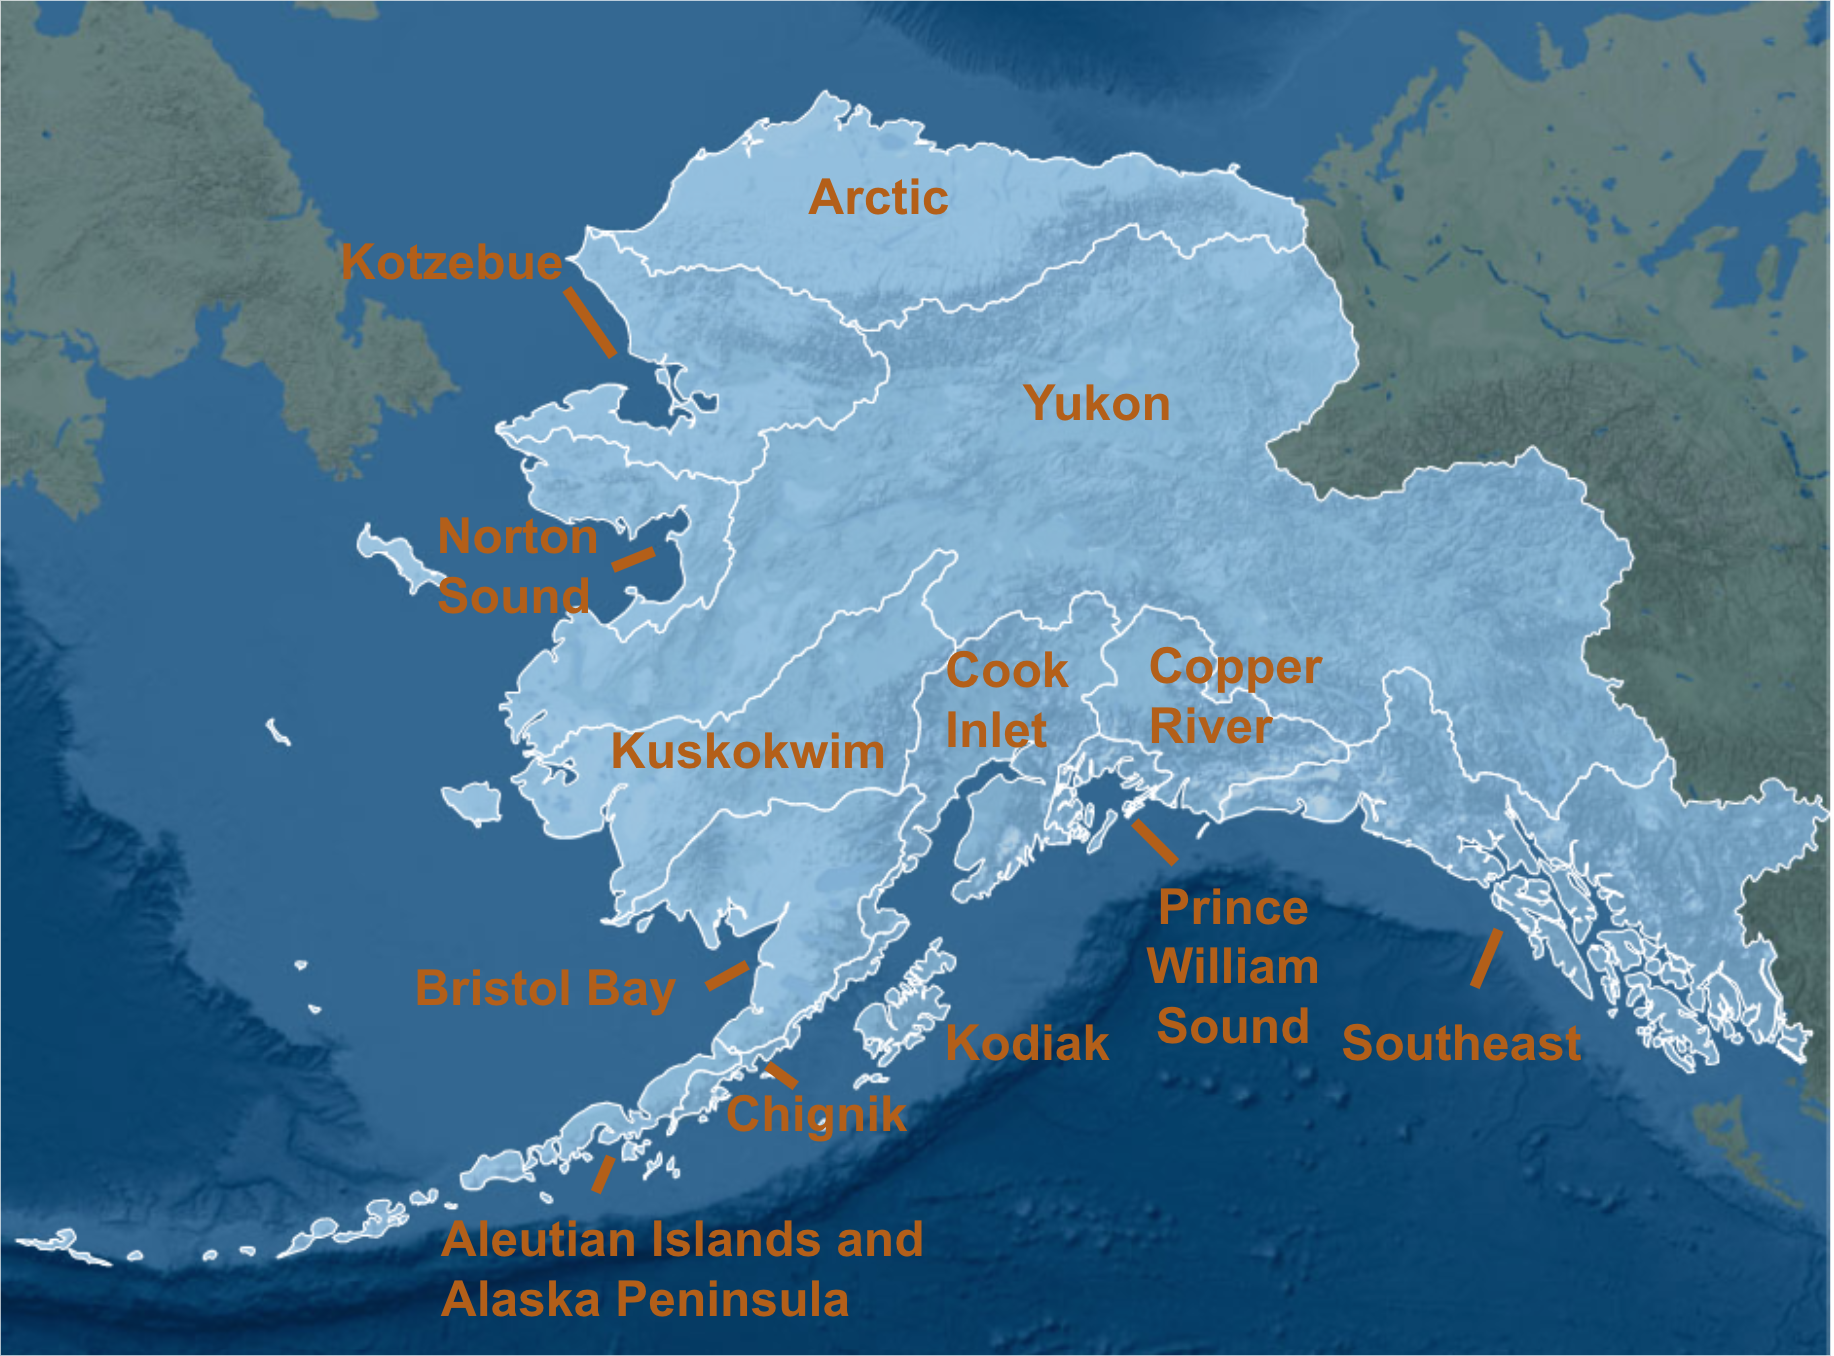 Arctic
Kotzebue
Yukon
Norton
Sound
Cook
Inlet
Copper
River
Kuskokwim
Prince
William
Sound
Bristol Bay
Kodiak
Southeast
Chignik
Aleutian Islands and
Alaska Peninsula